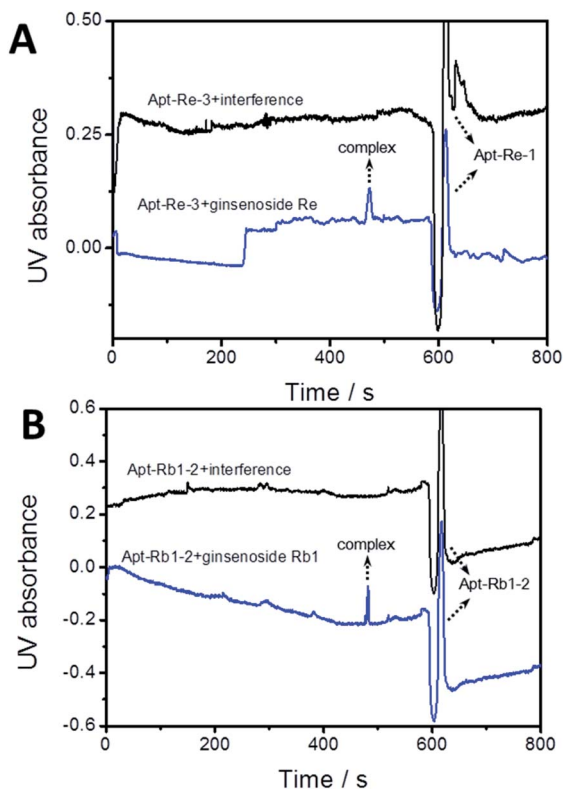 A
0.50
Apt-Re-3+interference
0.25
complex
Apt-Re-1
Apt-Re-3+ginsenoside Re
0.00
UV absorbance
0 200 400 600 800
Time / s
B
0.6
0.4
Apt-Rb1-2+interference
0.2
Apt-Rb1-2+ginsenoside Rb1
complex
0.0
Apt-Rb1-2
-0.2
-0.4
-0.6
UV absorbance
0 200 400 600 800
Time / s